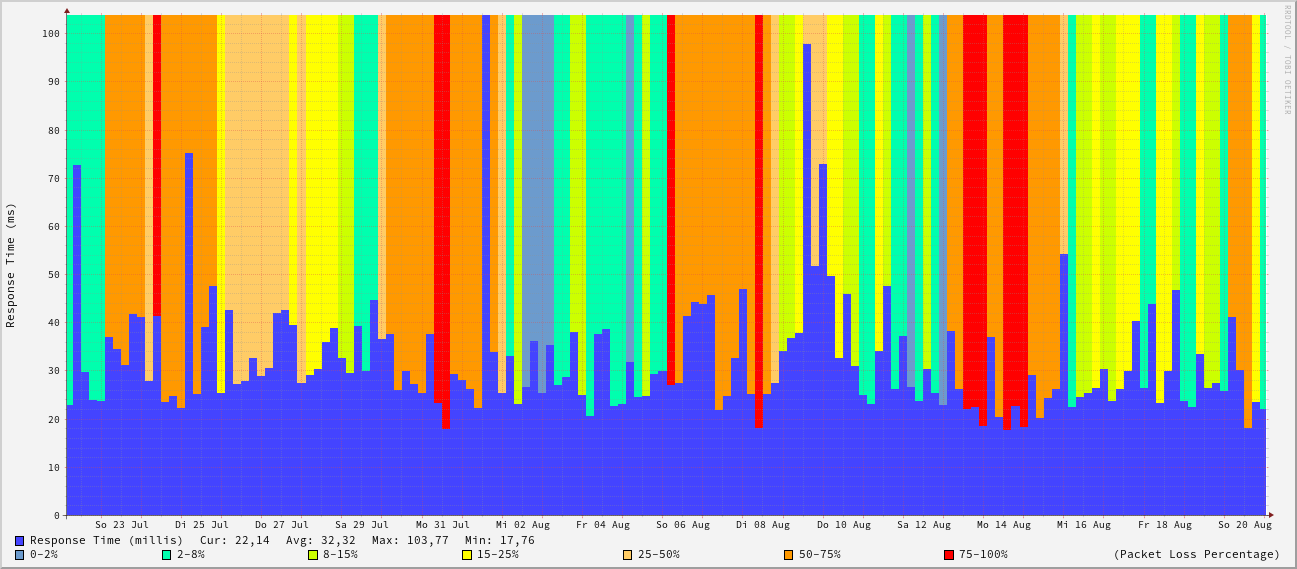 RRDTOOL / TOBI OETIKER
Response Time (ms)
100
90
80
70
60
50
40
30
20
10
0
So 23 Jul Di 25 Jul Do 27 Jul Sa 29 Jul Mo 31 Jul Mi 02 Aug Fr 04 Aug So 06 Aug Di 08 Aug Do 10 Aug Sa 12 Aug Mo 14 Aug Mi 16 Aug Fr 18 Aug So 20 Aug
Response Time (millis) Cur: 22,14 Avg: 32,32 Max: 103,77 Min: 17,76
0-2% 2-8% 8-15% 15-25% 25-50% 50-75% 75-100% (Packet Loss Percentage)